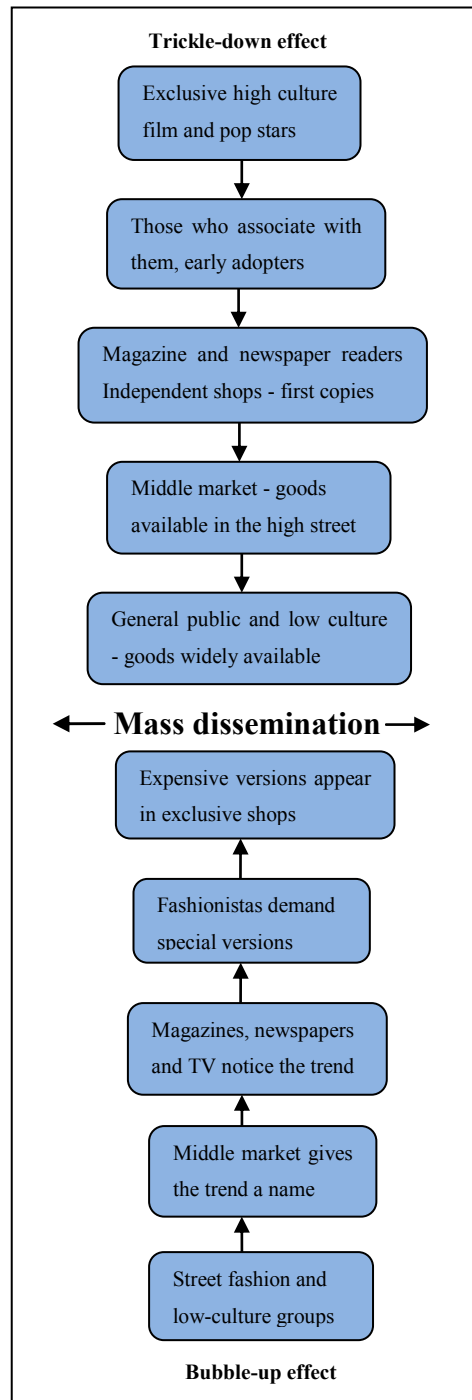 Trickle-down effect
Exclusive high culture
film and pop stars
Those who associate with
them, early adopters
Magazine and newspaper readers
Independent shops - first copies
Middle market - goods
available in the high street
General public and low culture
- goods widely available
Mass dissemination
Expensive versions appear
in exclusive shops
Fashionistas demand
special versions
Magazines, newspapers
and TV notice the trend
Middle market gives
the trend a name
Street fashion and
low-culture groups
Bubble-up effect